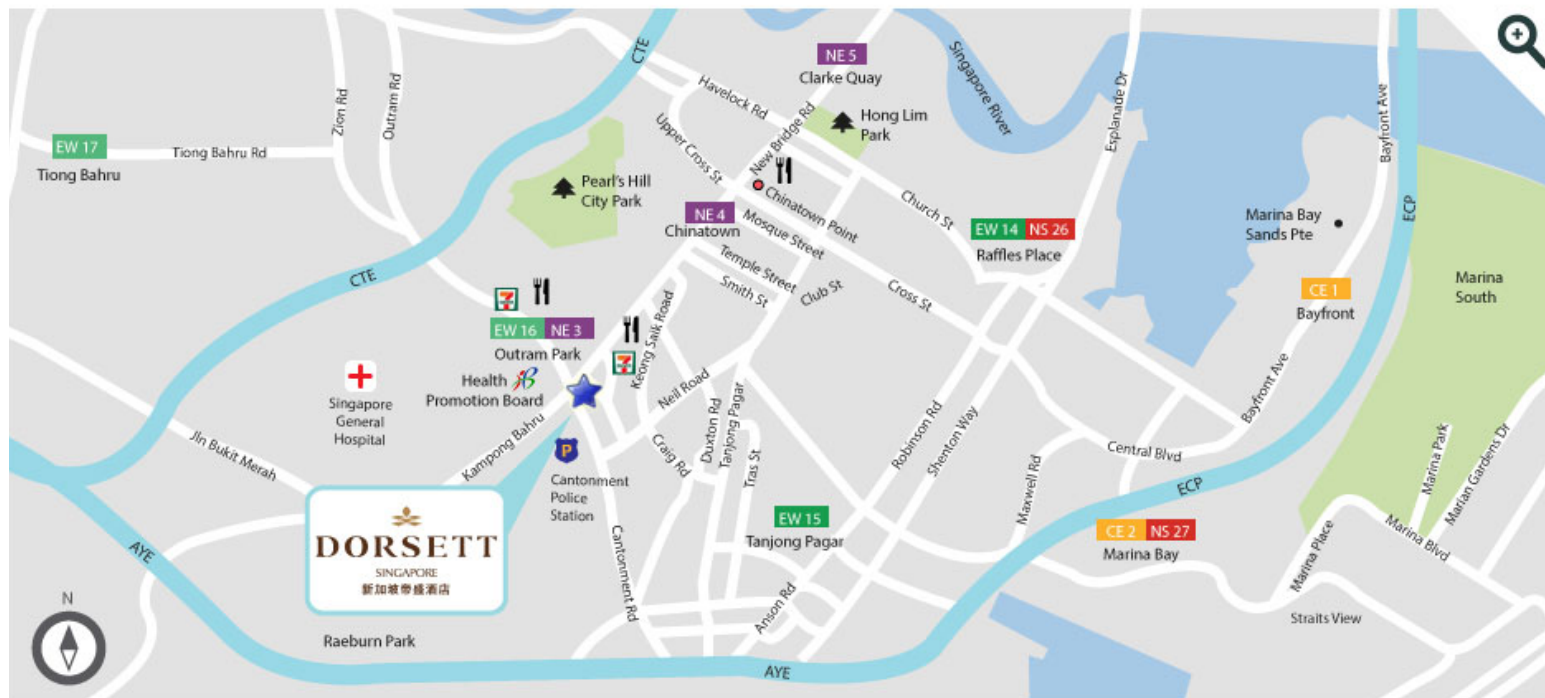 CTE
NE 5
Clarke Quay
Singapore River
Esplanade Dr
Bayfront Ave
Zion Rd
Outram Rd
Havelock Rd
New Bridge Rd
Hong Lim
Park
EW 17
Tiong Bahru
Tiong Bahru Rd
Upper Cross St
Pearl's Hill
City Park
Chinatown Point
Church St
NE 4
Chinatown
Mosque Street
EW 14 NS 26
Raffles Place
Marina Bay
Sands Pte
ECP
CTE
Temple Street
Smith St
Club St
Cross St
CE 1
Bayfront
Marina
South
7
EW 16 NE 3
Outram Park
Keong Saik Road
7
Health
Promotion Board
Singapore
General
Hospital
Neil Road
Bayfront Ave
Jln Bukit Merah
Kampong Bahru
P
Cantonment
Police
Station
Craig Rd
Duxton Rd
Tanjong Pagar
Tras St
Robinson Rd
Shenton Way
Maxwell Rd
Central Blvd
ECP
Marina Park
Marian Gardens Dr
DORSETT
SINGAPORE
新加坡帝盛酒店
EW 15
Tanjong Pagar
CE 2 NS 27
Marina Bay
Marina Place
Marina Blvd
AYE
Cantonment Rd
Anson Rd
Straits View
N
Raeburn Park
AYE